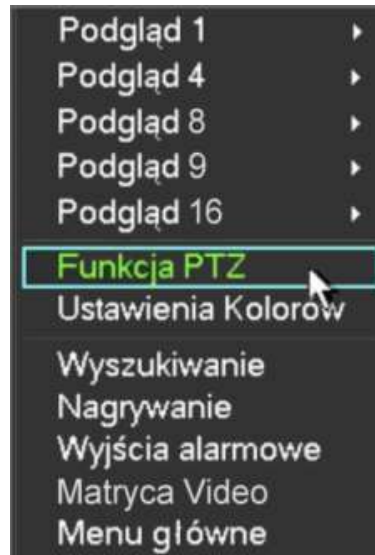 Podgląd 1
Podgląd 4
Podgląd 8
Podgląd 9
Podgląd 16
Funkcja PTZ
Ustawienia Kolorów
Wyszukiwanie
Nagrywanie
Wyjścia alarmowe
Matryca Video
Menu główne